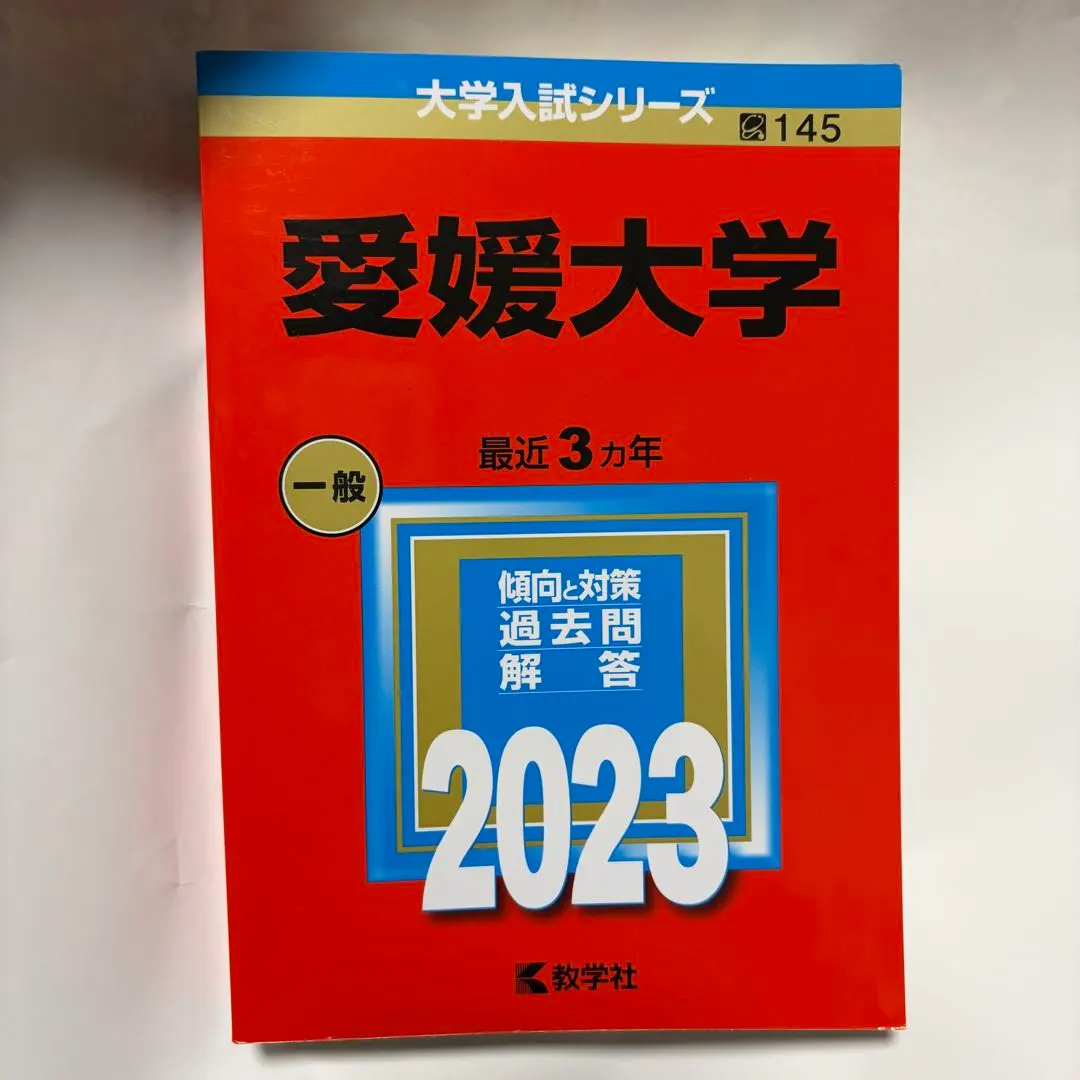 大学入試シリーズ
145
愛媛大学
最近3ヵ年
一般
傾向と対策
過去問
解答
2023
教学社